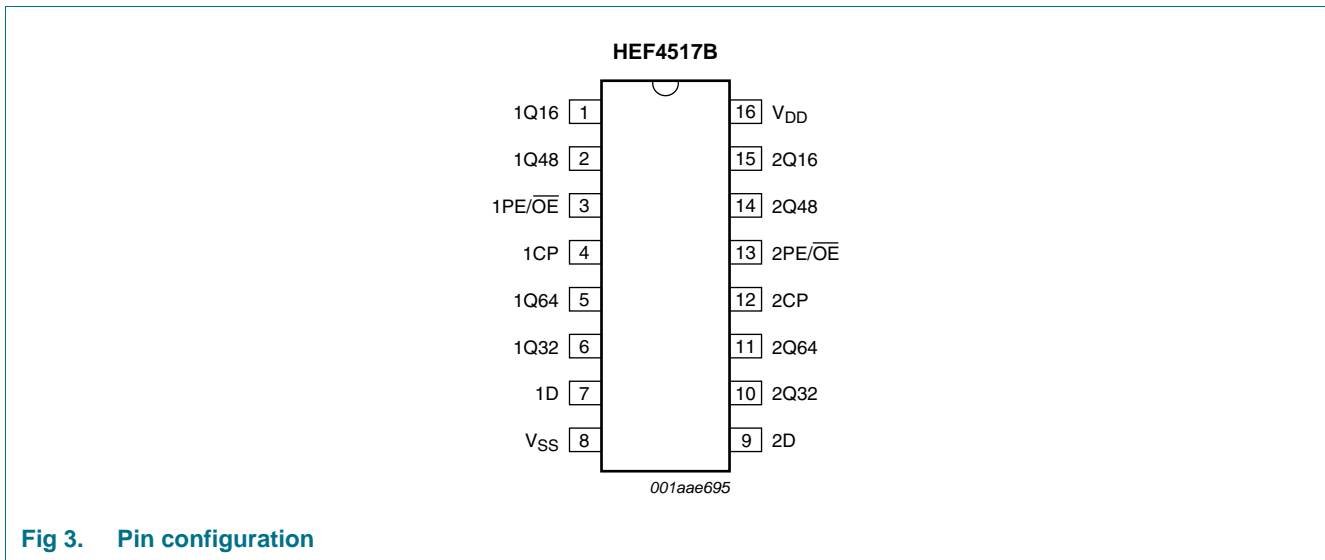 HEF4517B
1Q16 1 16 VDD
1Q48 2 15 2Q16
1PE/O̅E̅ 3 14 2Q48
1CP 4 13 2PE/O̅E̅
1Q64 5 12 2CP
1Q32 6 11 2Q64
1D 7 10 2Q32
VSS 8 9 2D
001aae695
Fig 3. Pin configuration